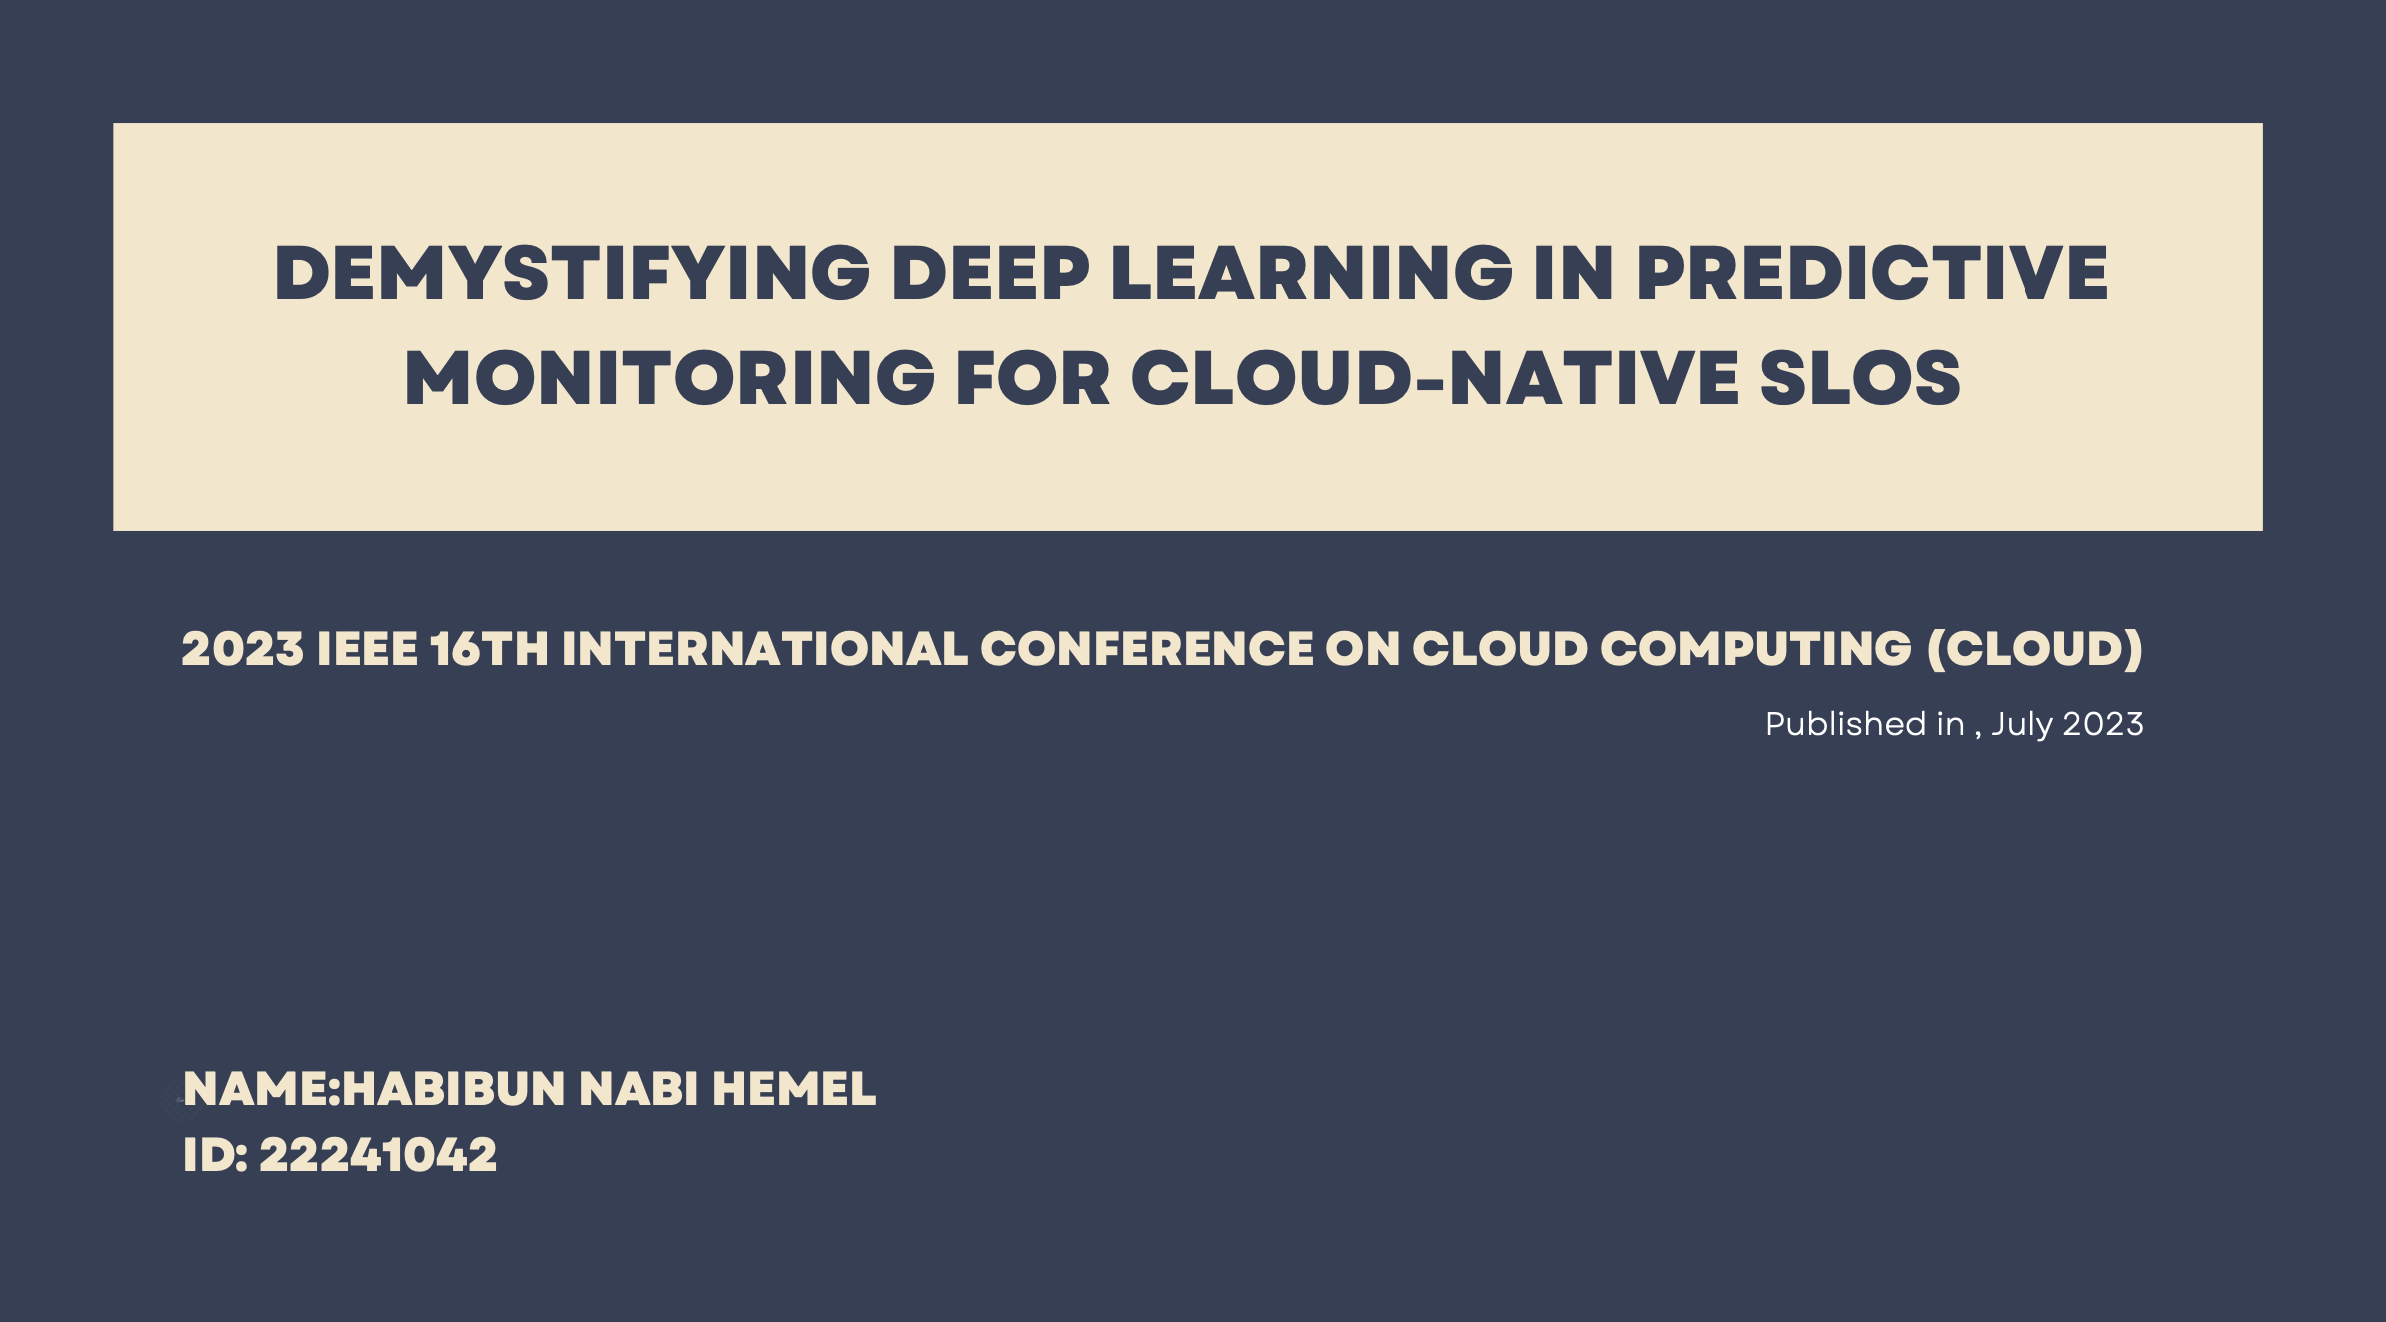 DEMYSTIFYING DEEP LEARNING IN PREDICTIVE
MONITORING FOR CLOUD-NATIVE SLOS
2023 IEEE 16TH INTERNATIONAL CONFERENCE ON CLOUD COMPUTING (CLOUD)
Published in , July 2023
NAME:HABIBUN NABI HEMEL
ID: 22241042